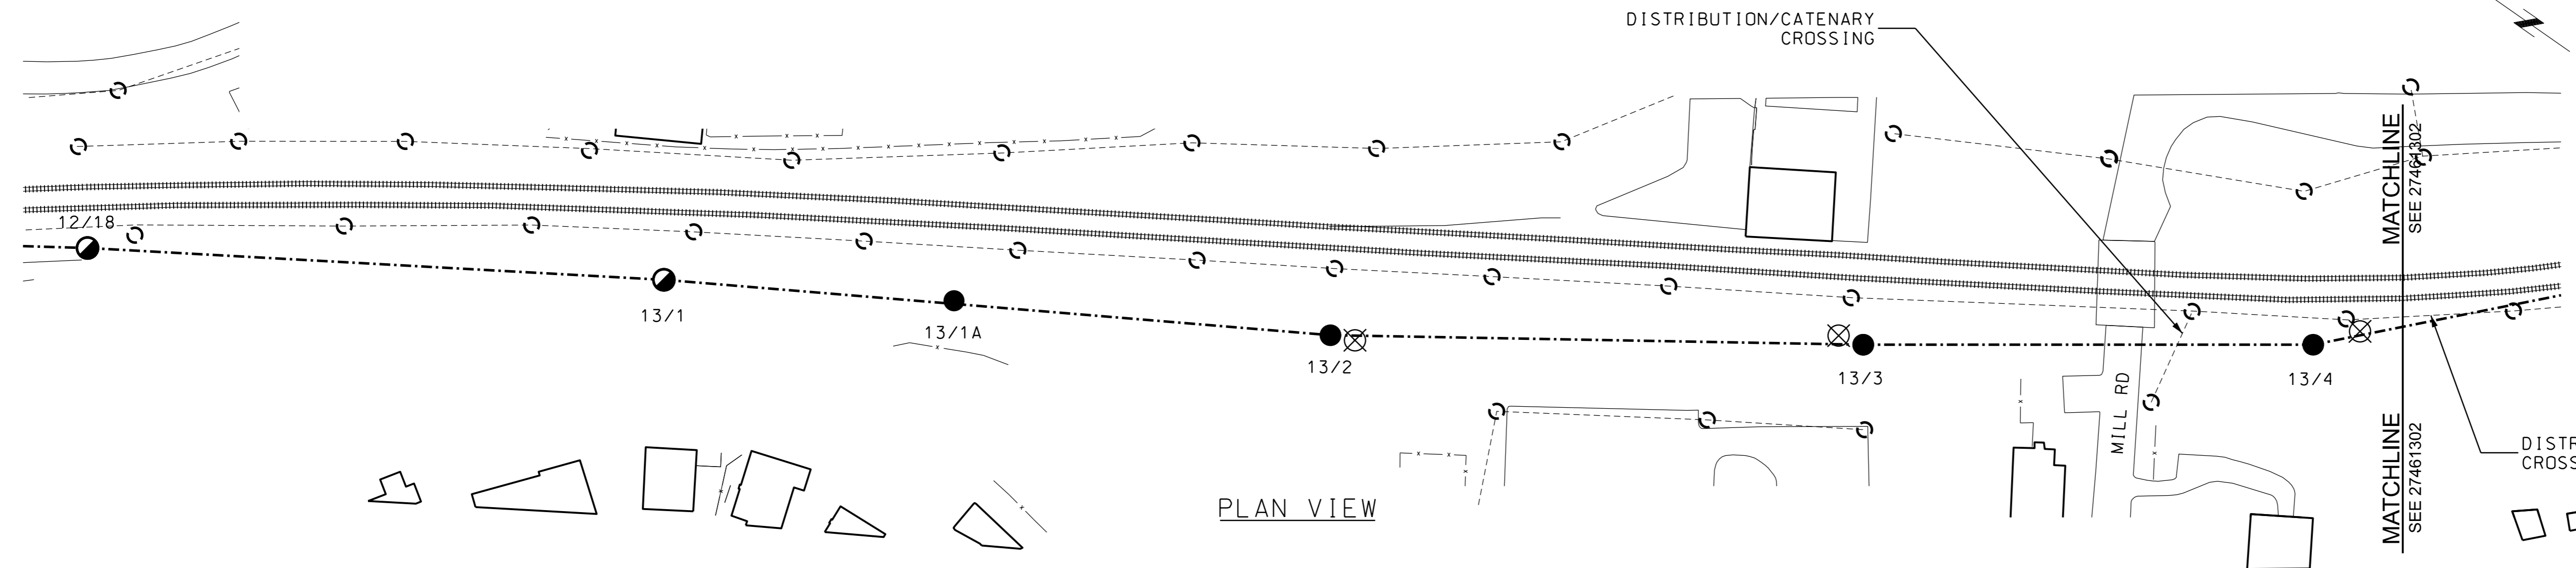 DISTRIBUTION/CATENARY
CROSSING
MATCHLINE
SEE 27461302
12/18
13/1
13/1A
13/2
13/3
13/4
MILL RD
MATCHLINE
SEE 27461302
DISTR
CROSS
PLAN VIEW